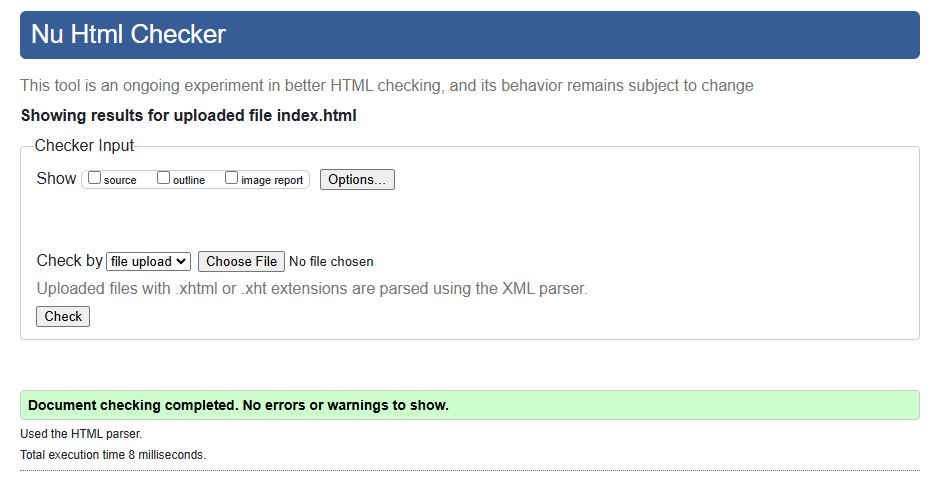 Nu Html Checker
This tool is an ongoing experiment in better HTML checking, and its behavior remains subject to change
Showing results for uploaded file index.html
Checker Input
Show source outline image report Options...
Check by file upload Choose File No file chosen
Uploaded files with .xhtml or .xht extensions are parsed using the XML parser.
Check
Document checking completed. No errors or warnings to show.
Used the HTML parser.
Total execution time 8 milliseconds.